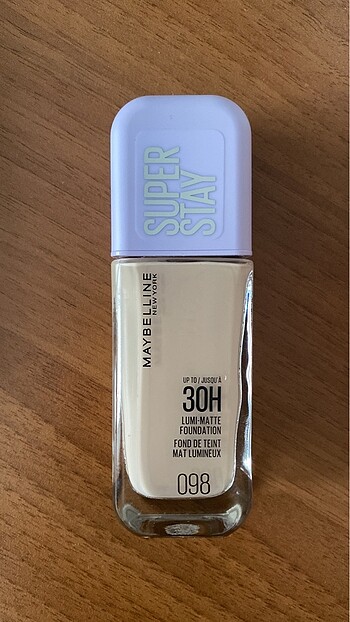 SUPER
STAY
MAYBELLINE
NEW YORK
UP TO / JUSQU'À
30H
LUMI-MATTE
FOUNDATION
FOND DE TEINT
MAT LUMINEUX
098